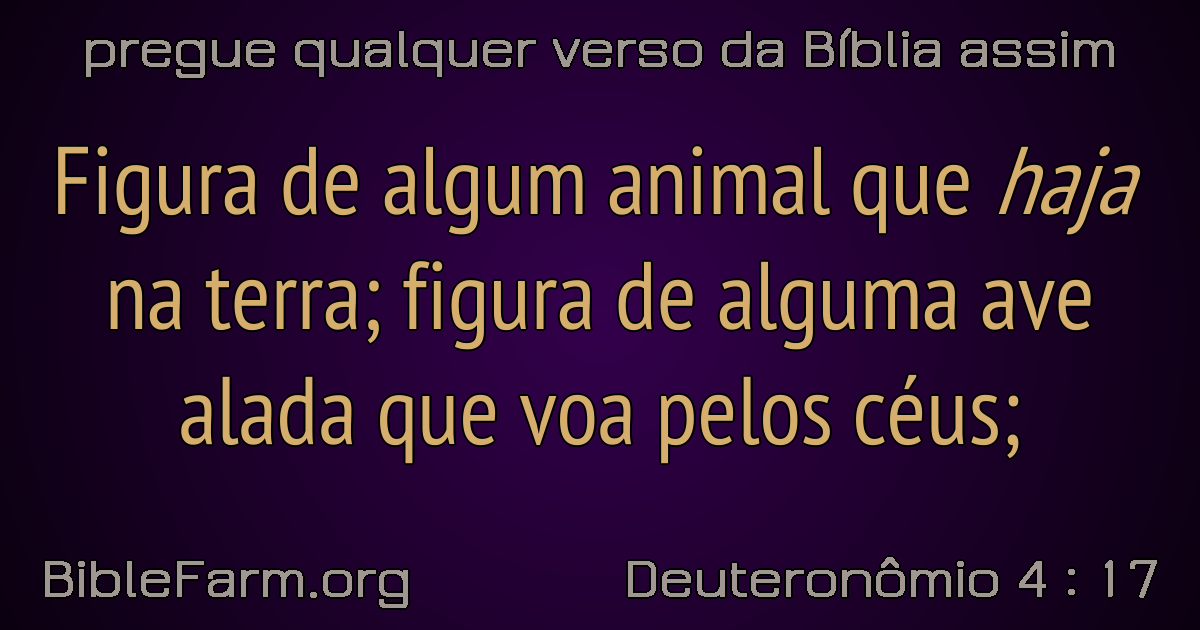 pregue qualquer verso da Bíblia assim
Figura de algum animal que haja
na terra; figura de alguma ave
alada que voa pelos céus;
BibleFarm.org
Deuteronômio 4 : 17